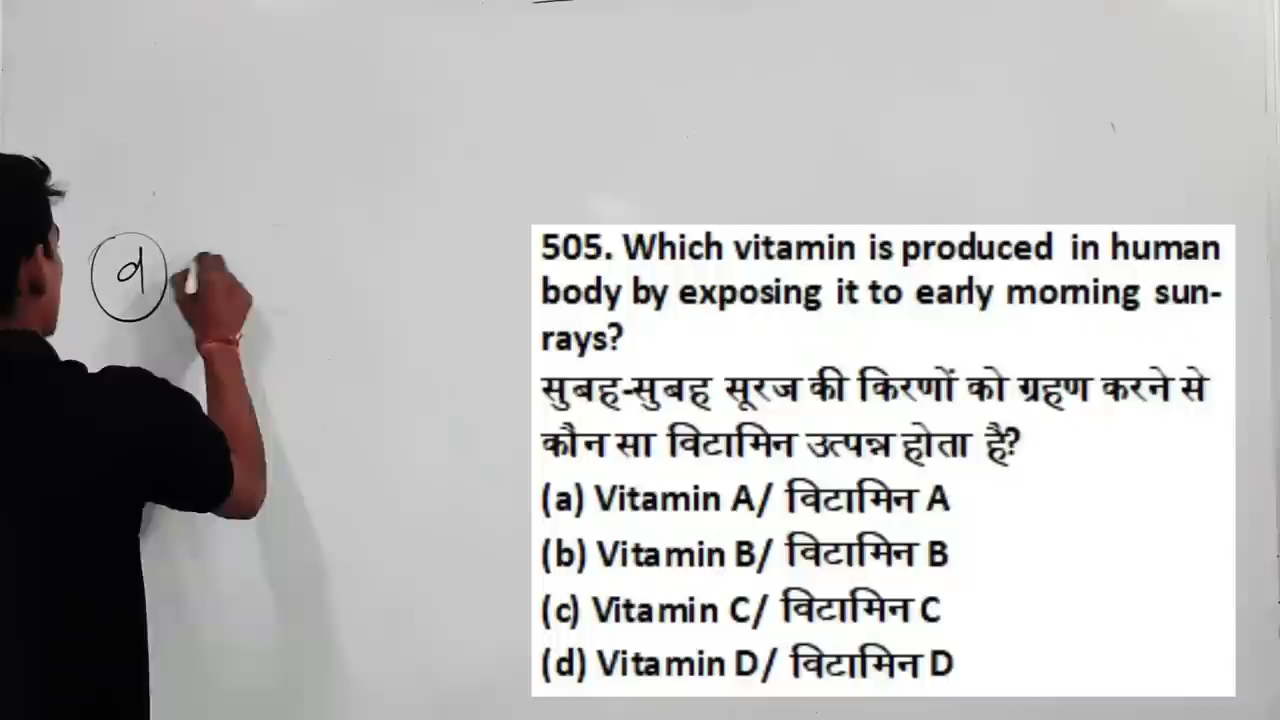 d
505. Which vitamin is produced in human
body by exposing it to early morning sun-
rays?
सुबह-सुबह सूरज की किरणों को ग्रहण करने से
कौन सा विटामिन उत्पन्न होता है?
(a) Vitamin A/ विटामिन A
(b) Vitamin B/ विटामिन B
(c) Vitamin C/ विटामिन C
(d) Vitamin D/ विटामिन D